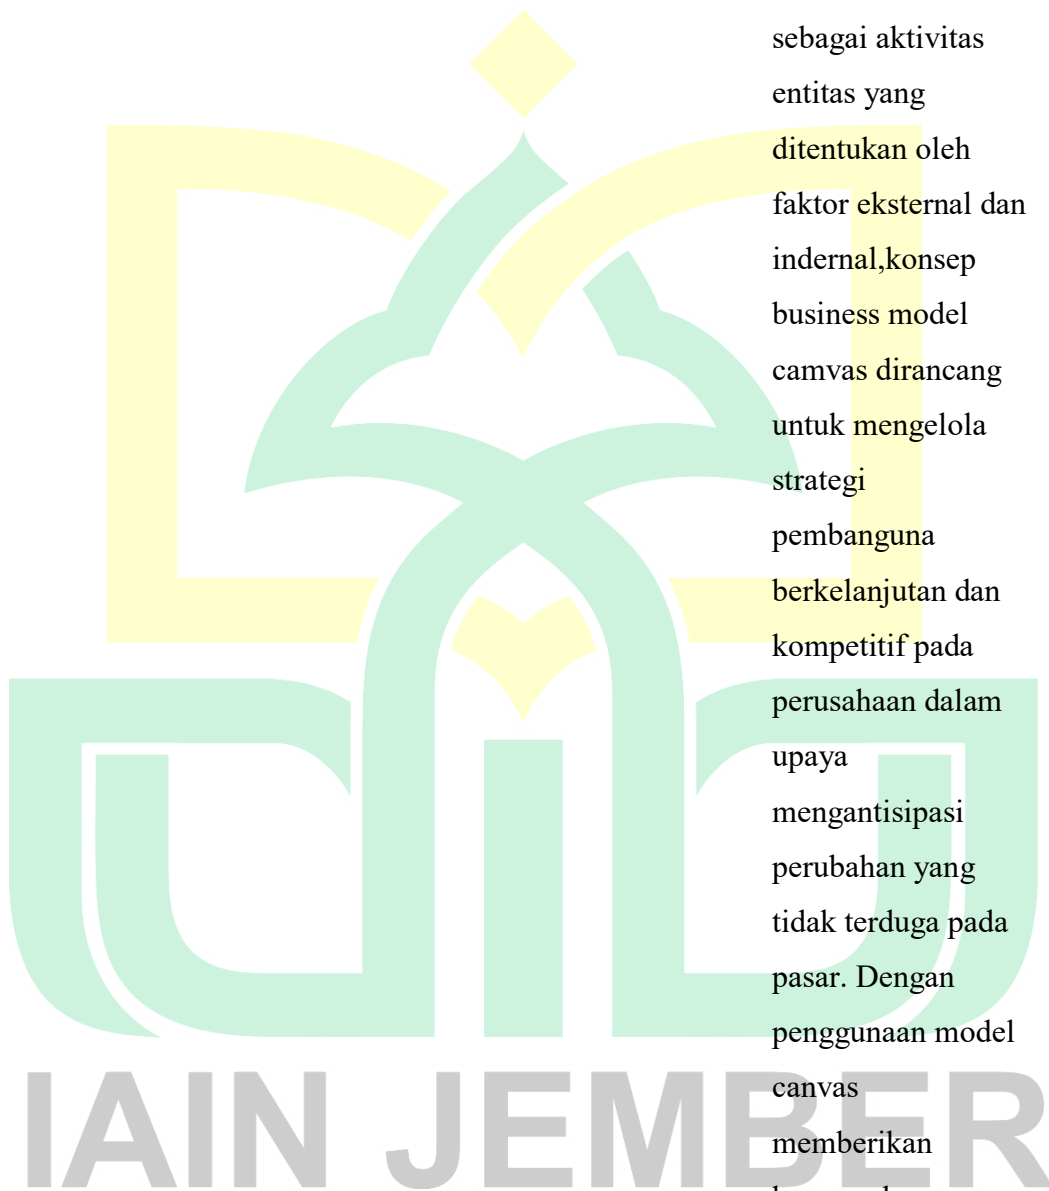 sebagai aktivitas
entitas yang
ditentukan oleh
faktor eksternal dan
indernal,konsep
business model
camvas dirancang
untuk mengelola
strategi
pembanguna
berkelanjutan dan
kompetitif pada
perusahaan dalam
upaya
mengantisipasi
perubahan yang
tidak terduga pada
pasar. Dengan
penggunaan model
canvas
memberikan
IAIN JEMBER